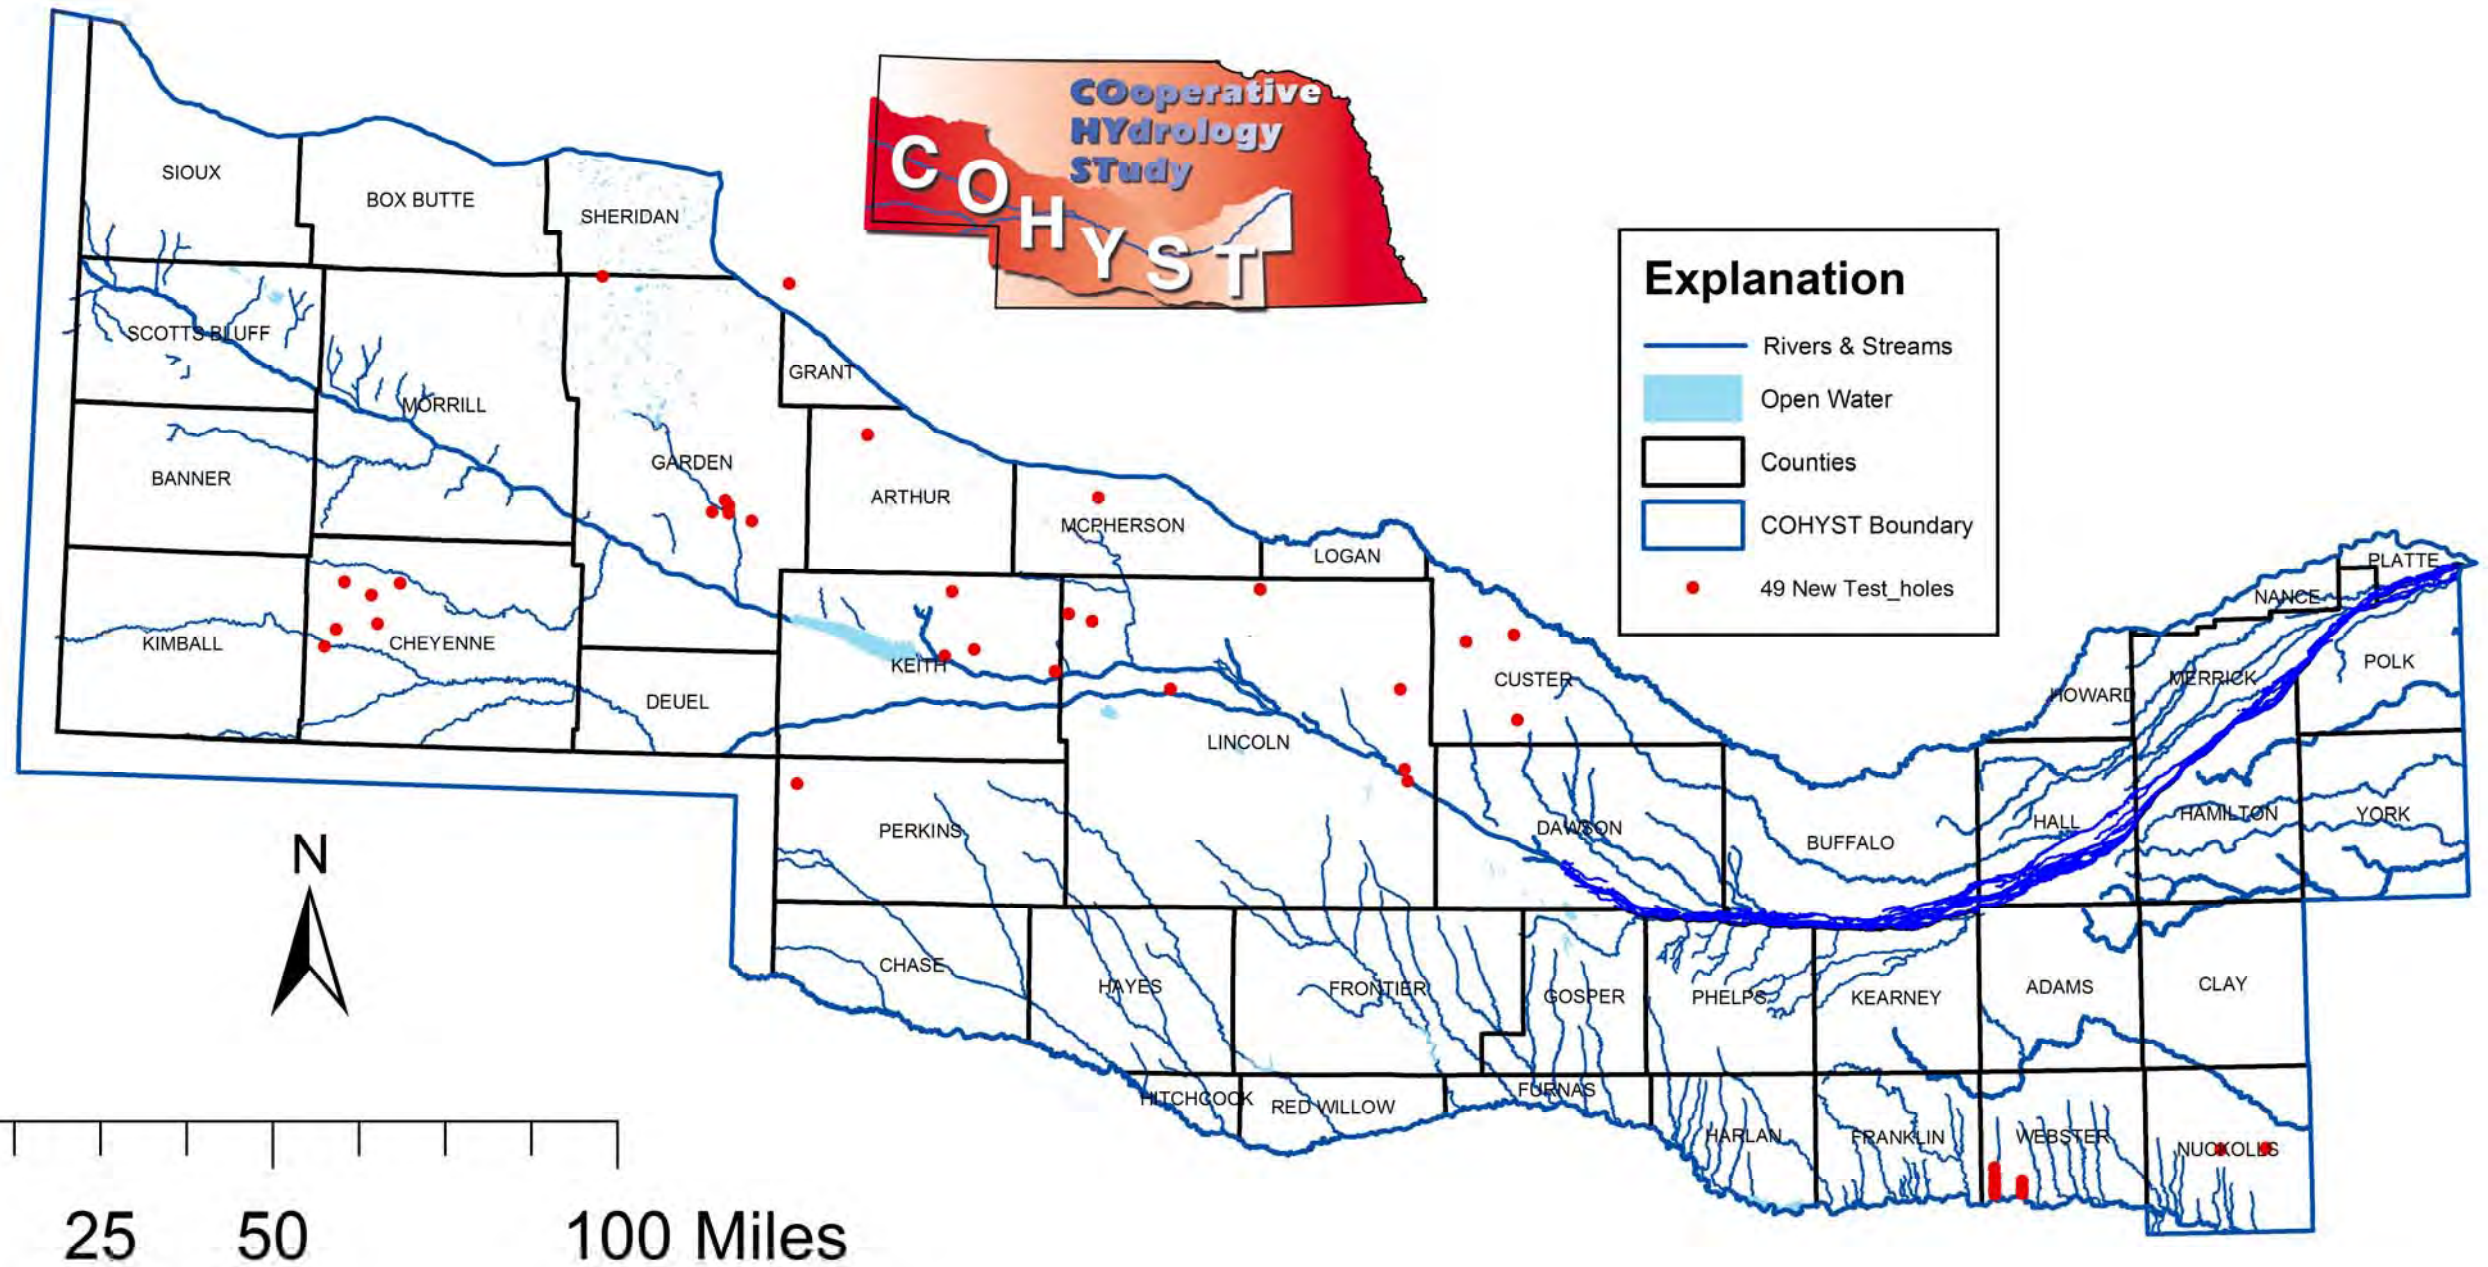 COoperative
HYdrology
STudy
COHYST
SIOUX
BOX BUTTE
SHERIDAN
SCOTTS BLUFF
MORRILL
GRANT
BANNER
GARDEN
ARTHUR
MCPHERSON
LOGAN
KIMBALL
CHEYENNE
DEUEL
KEITH
LINCOLN
CUSTER
PERKINS
DAWSON
BUFFALO
HOWARD
MERRICK
NANCE
PLATTE
POLK
HALL
HAMILTON
YORK
CHASE
HAYES
FRONTIER
GOSPER
PHELPS
KEARNEY
ADAMS
CLAY
HITCHCOCK
RED WILLOW
FURNAS
HARLAN
FRANKLIN
WEBSTER
NUCKOLLS
Explanation
Rivers & Streams
Open Water
Counties
COHYST Boundary
49 New Test_holes
N
25 50 100 Miles